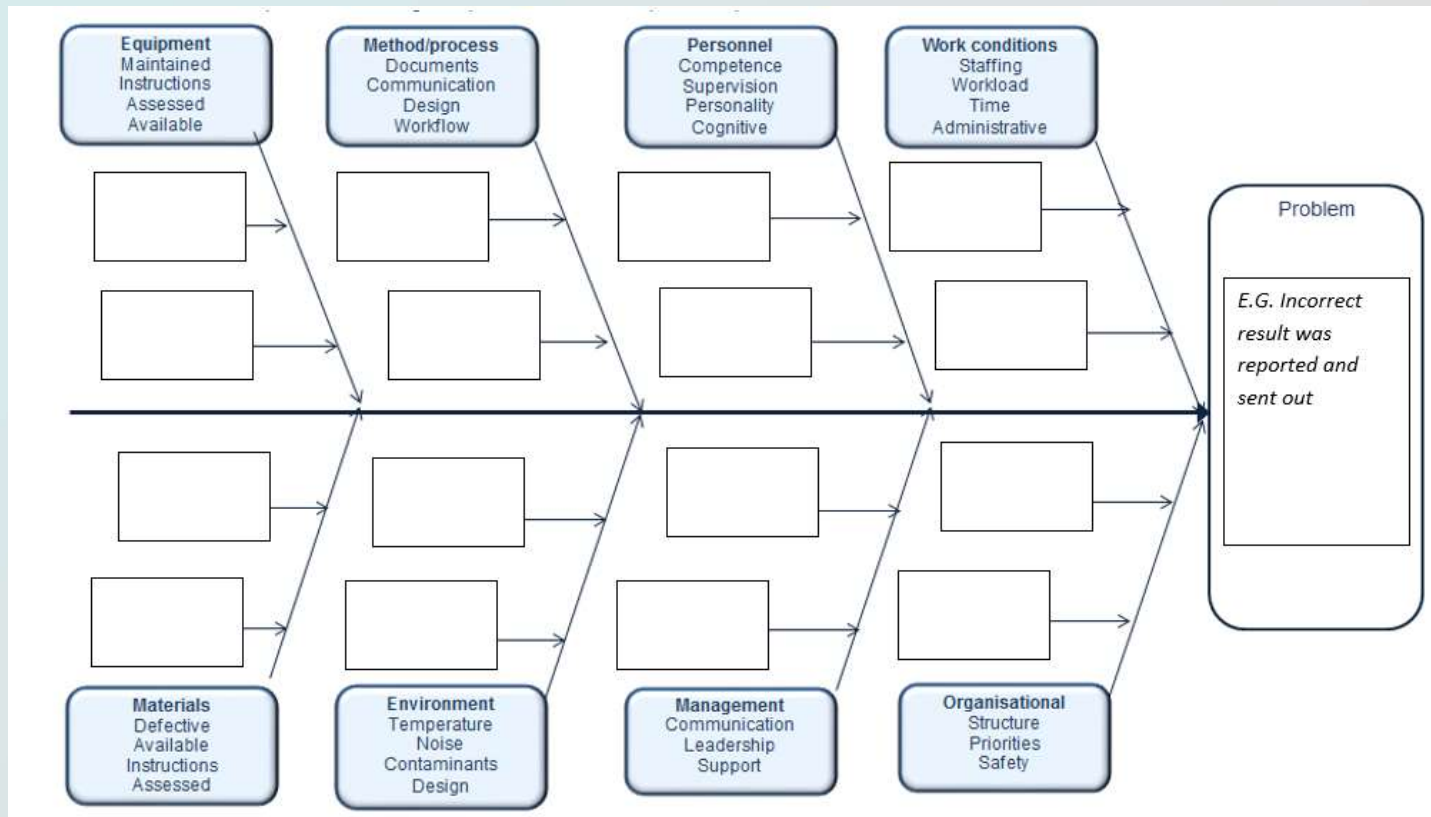 Equipment
Maintained
Instructions
Assessed
Available
Method/process
Documents
Communication
Design
Workflow
Personnel
Competence
Supervision
Personality
Cognitive
Work conditions
Staffing
Workload
Time
Administrative
Problem
E.G. Incorrect
result was
reported and
sent out
Materials
Defective
Available
Instructions
Assessed
Environment
Temperature
Noise
Contaminants
Design
Management
Communication
Leadership
Support
Organisational
Structure
Priorities
Safety